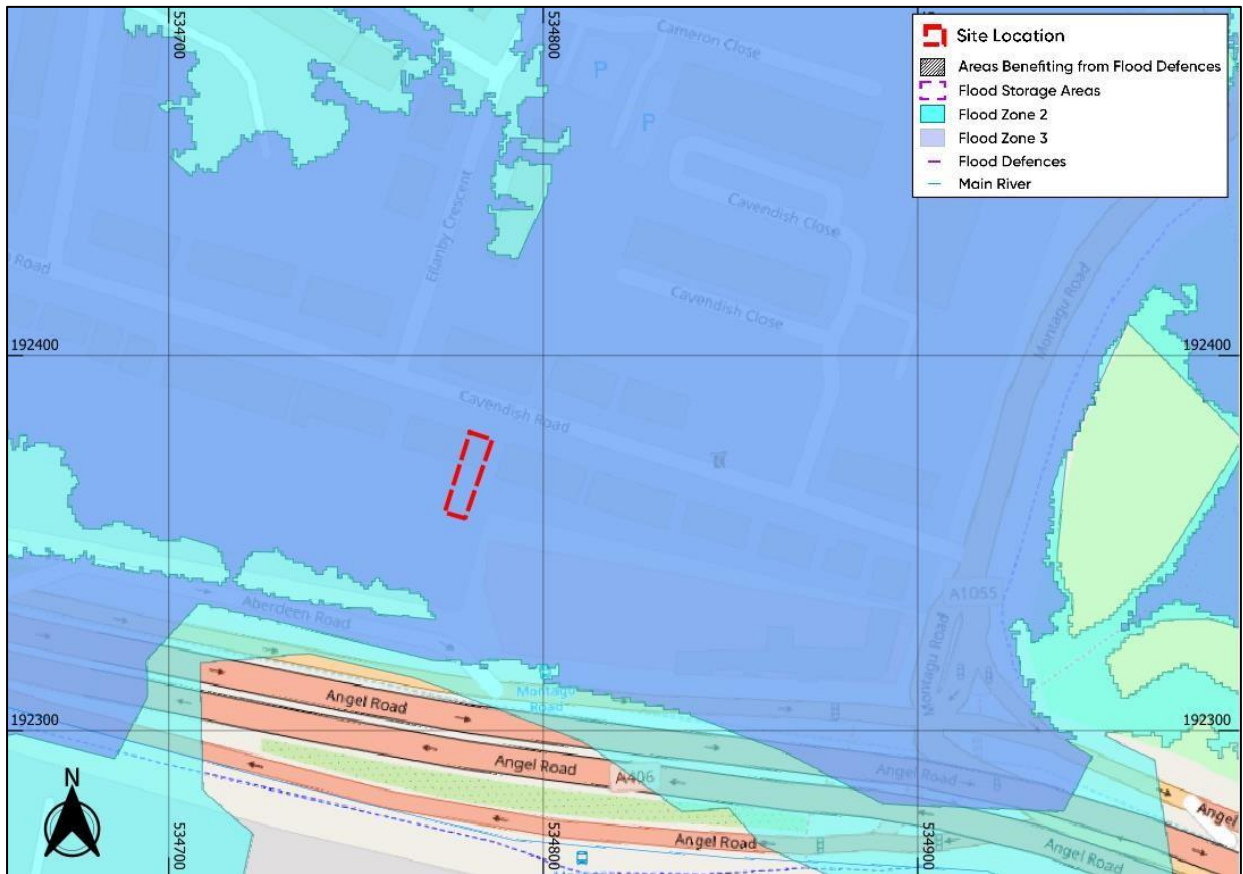 534700
534800
Cameron Close
P
P
Site Location
Areas Benefiting from Flood Defences
Flood Storage Areas
Flood Zone 2
Flood Zone 3
Flood Defences
Main River
Ellanby Crescent
Cavendish Close
Road
Cavendish Close
Montagu Road
192400
192400
Cavendish Road
A1055
Aberdeen Road
Montagu Road
Montagu
Road
Angel Road
192300
192300
Angel Road
Angel Road
A406
Angel
N
Angel Road
Angel Road
534700
534800
534900